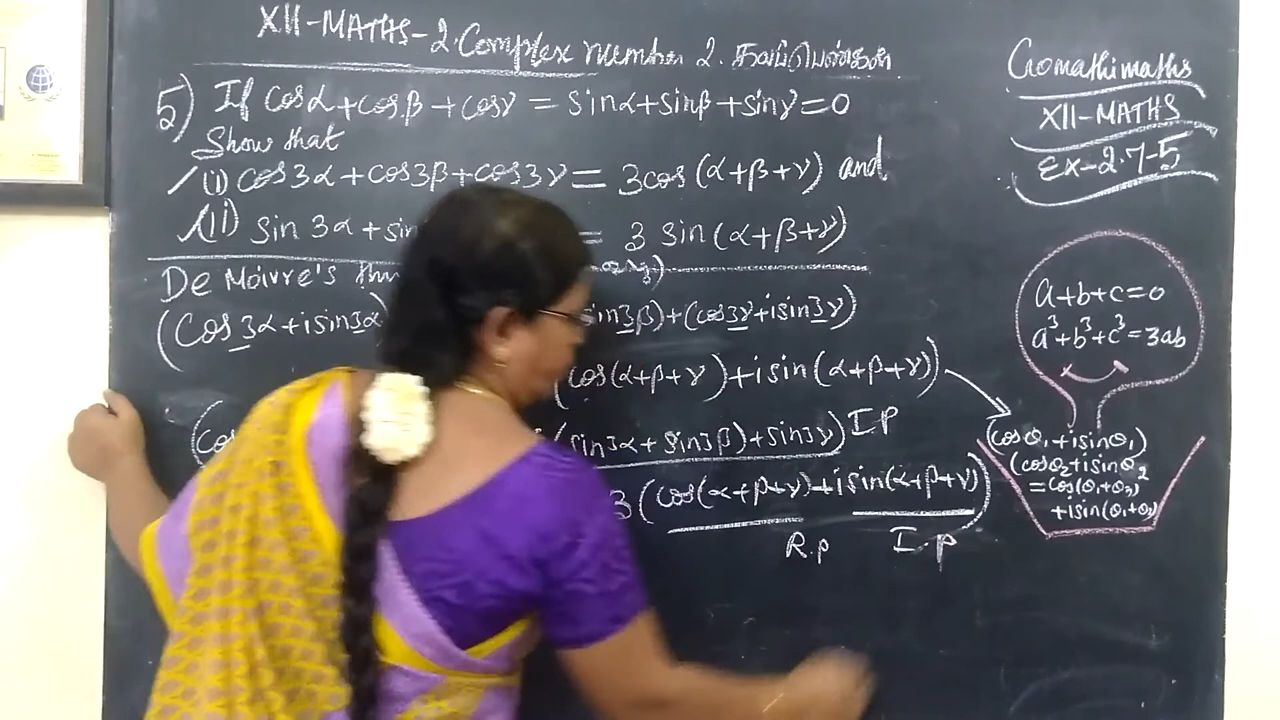 XII-MATHS-2.Complex number 2.
5) If cosα+cosβ+cosγ = sinα+sinβ+sinγ=0
Show that
(i) cos3α+cos3β+cos3γ = 3cos(α+β+γ) and
(ii) sin 3α+sin = 3 sin(α+β+γ)
De Moivre's
(cos3α+isin3α) sin3β)+(cos3γ+isin3γ)
(cos(α+β+γ)+isin(α+β+γ))
(cos (sin3α+sin3β)+sin3γ) I.P
3(cos(α+β+γ)+isin(α+β+γ))
R.p I.p
Gomathimaths
XII-MATHS
Ex-2.7-5
a+b+c=0
a³+b³+c³=3ab
(cosθ₁+isinθ₁)
(cosθ₂+isinθ₂
=cos(θ₁+θ₂)
+isin(θ₁+θ₂)